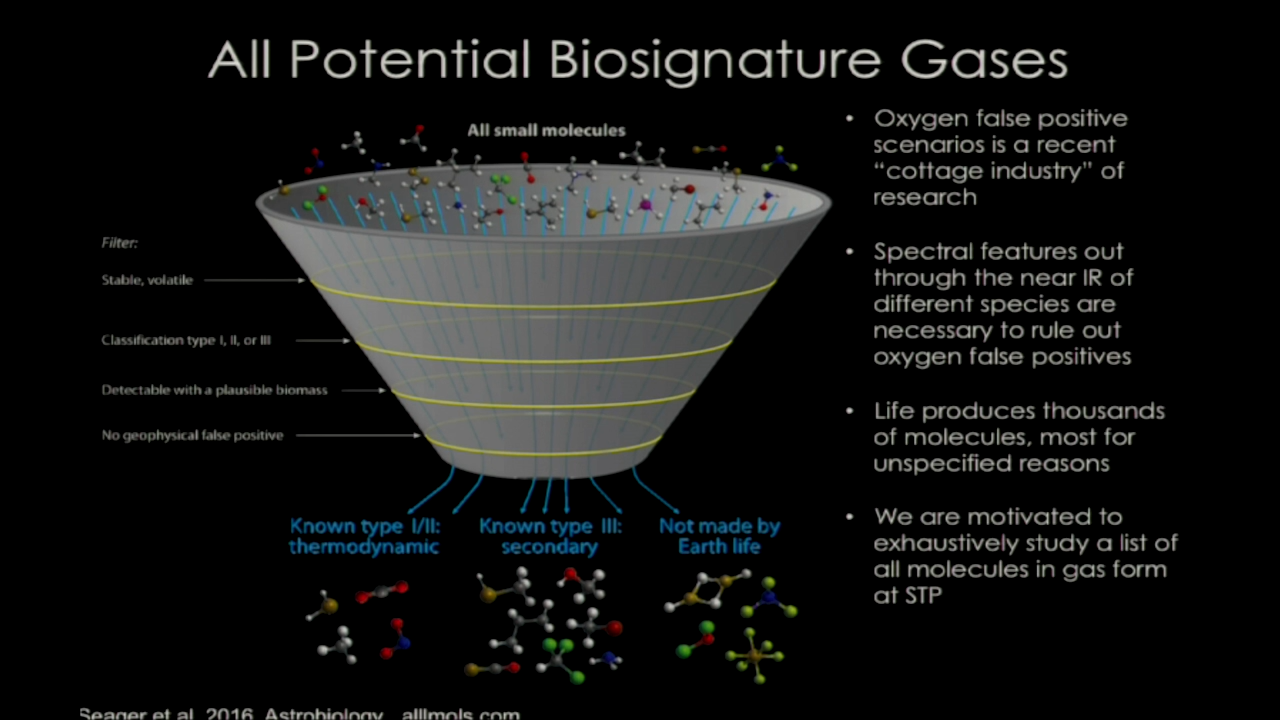 All Potential Biosignature Gases
All small molecules
Filter:
Stable, volatile
Classification type I, II, or III
Detectable with a plausible biomass
No geophysical false positive
Known type I/II:
thermodynamic
Known type III:
secondary
Not made by
Earth life
• Oxygen false positive
scenarios is a recent
“cottage industry” of
research
• Spectral features out
through the near IR of
different species are
necessary to rule out
oxygen false positives
• Life produces thousands
of molecules, most for
unspecified reasons
• We are motivated to
exhaustively study a list of
all molecules in gas form
at STP
Seager et al. 2016, Astrobiology, allmols.com